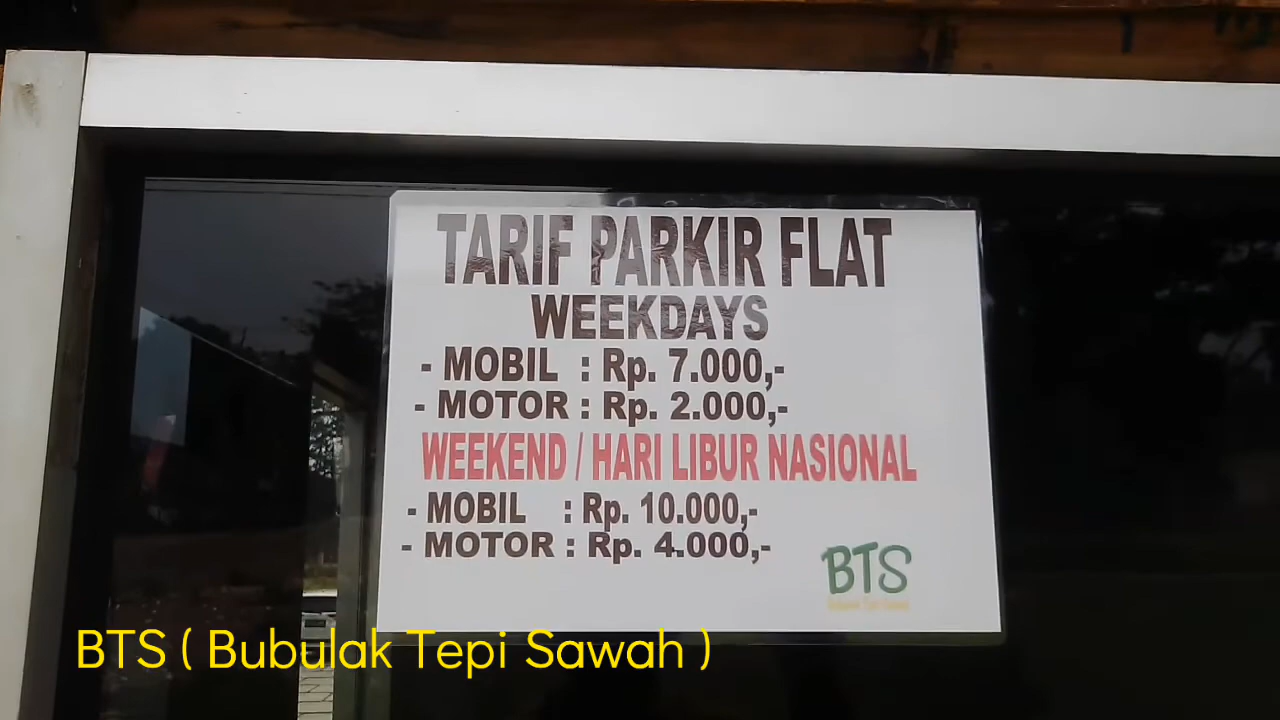 TARIF PARKIR FLAT
WEEKDAYS
- MOBIL : Rp. 7.000,-
- MOTOR : Rp. 2.000,-
WEEKEND / HARI LIBUR NASIONAL
- MOBIL : Rp. 10.000,-
- MOTOR : Rp. 4.000,-
BTS
BTS ( Bubulak Tepi Sawah )